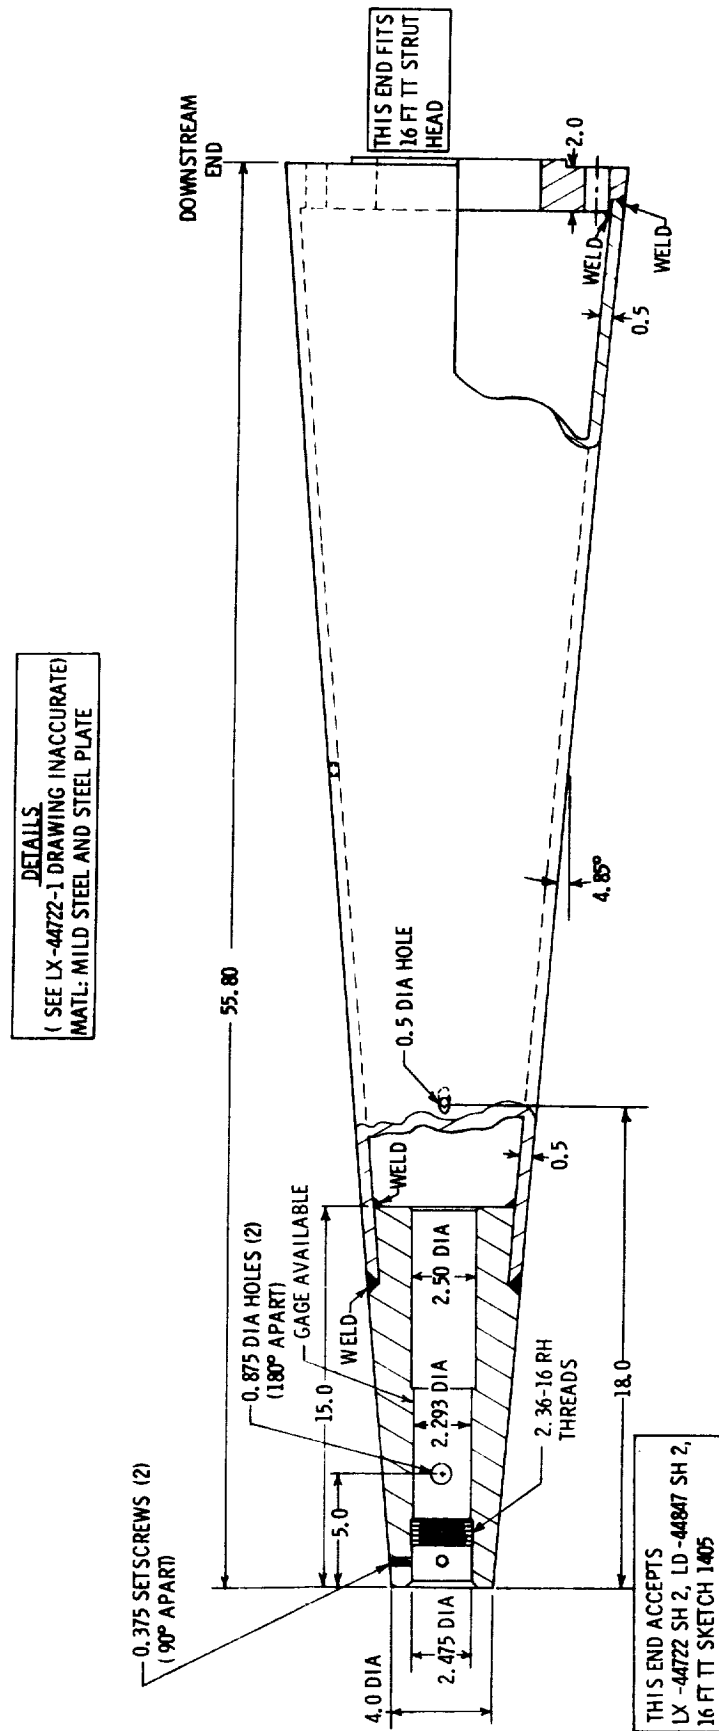 DETAILS
( SEE LX-44722-1 DRAWING INACCURATE)
MATL: MILD STEEL AND STEEL PLATE
DOWNSTREAM
END
THIS END FITS
16 FT TT STRUT
HEAD
55.80
2.0
WELD
WELD
0.5
4.85°
0.5 DIA HOLE
0.375 SETSCREWS (2)
(90° APART)
0.875 DIA HOLES (2)
(180° APART)
GAGE AVAILABLE
15.0
5.0
WELD
WELD
4.0 DIA
2.475 DIA
2.293 DIA
2.50 DIA
0.5
2.36-16 RH
THREADS
18.0
THIS END ACCEPTS
LX -44722 SH 2, LD -44847 SH 2,
16 FT TT SKETCH 1405